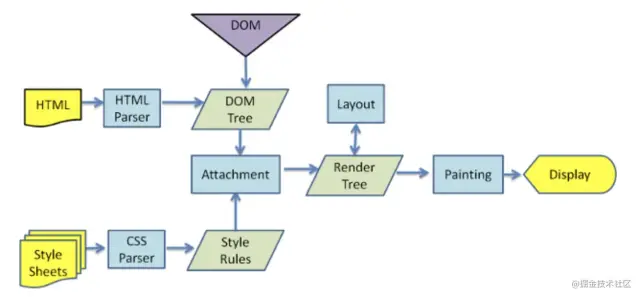 DOM
HTML
HTML
Parser
DOM
Tree
Layout
Attachment
Render
Tree
Painting
Display
Style
Sheets
CSS
Parser
Style
Rules
@掘金技术社区